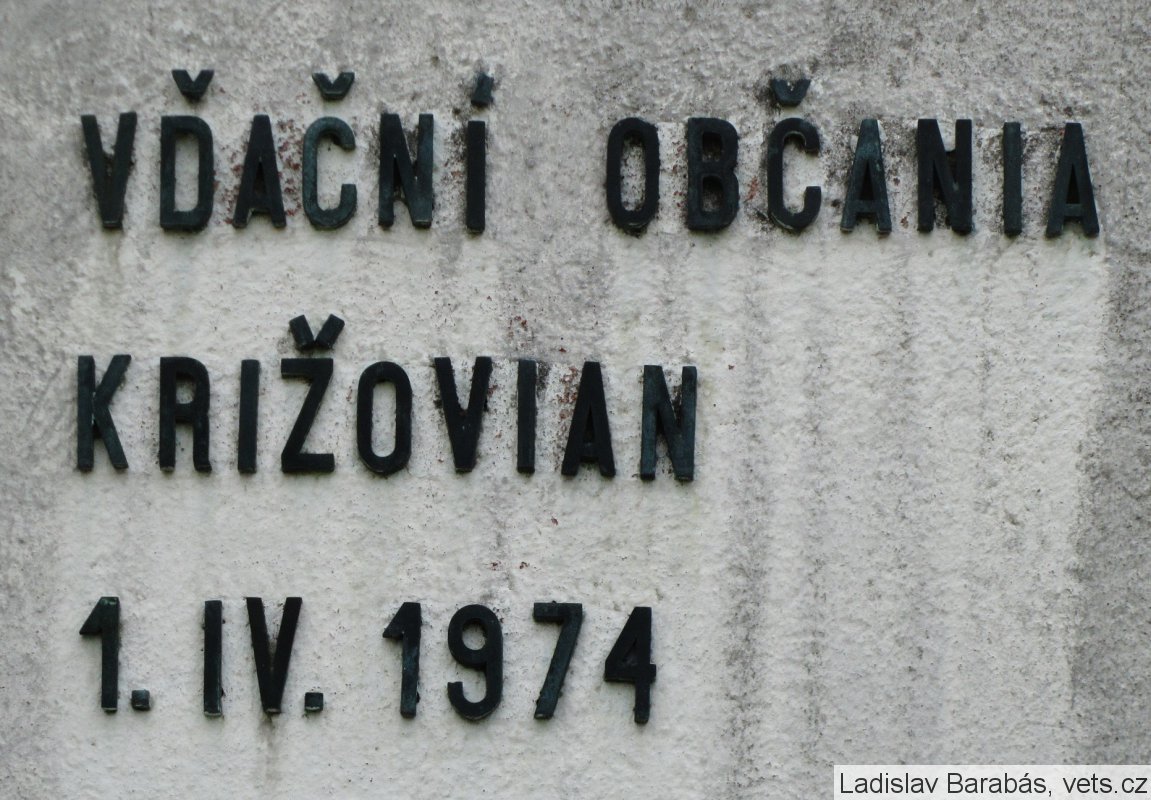 VĎAČNÍ OBČANIA
KRIŽOVIAN
1. IV. 1974
Ladislav Barabás, vets.cz